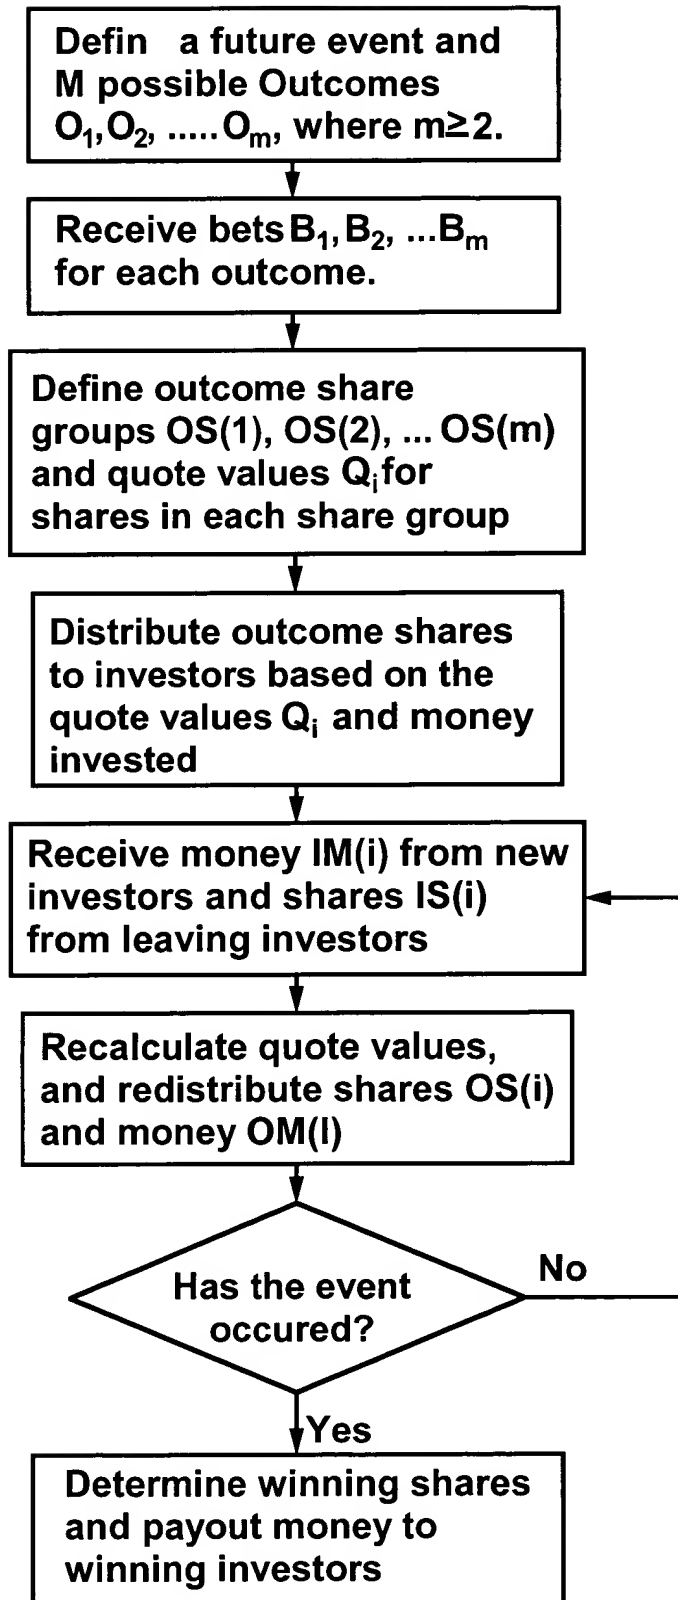 Defin a future event and
M possible Outcomes
O₁,O₂, .....Oₘ, where m≥2.
Receive bets B₁,B₂, ...Bₘ
for each outcome.
Define outcome share
groups OS(1), OS(2), ... OS(m)
and quote values Qᵢ for
shares in each share group
Distribute outcome shares
to investors based on the
quote values Qᵢ and money
invested
Receive money IM(i) from new
investors and shares IS(i)
from leaving investors
Recalculate quote values,
and redistribute shares OS(i)
and money OM(I)
Has the event
occured?
No
Yes
Determine winning shares
and payout money to
winning investors